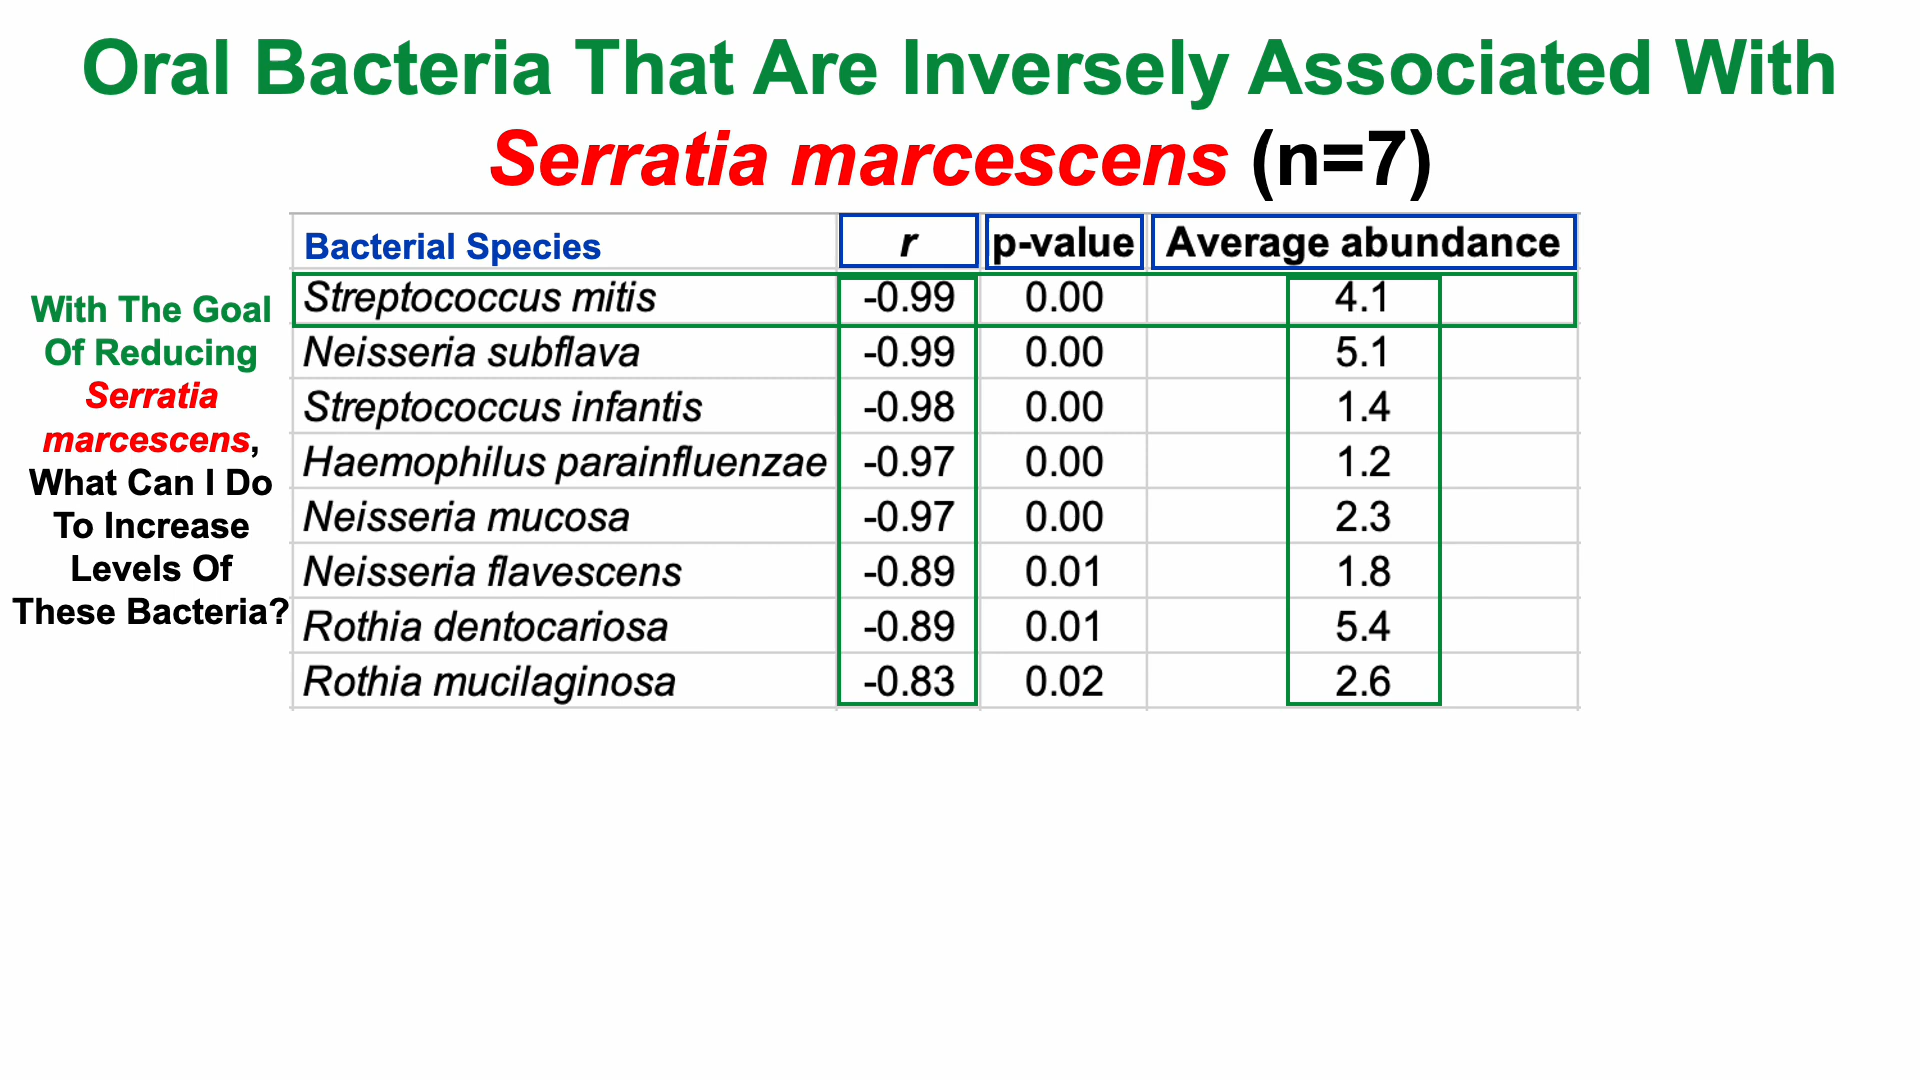 Oral Bacteria That Are Inversely Associated With
Serratia marcescens (n=7)
With The Goal
Of Reducing
Serratia
marcescens,
What Can I Do
To Increase
Levels Of
These Bacteria?
Bacterial Species r p-value Average abundance
Streptococcus mitis -0.99 0.00 4.1
Neisseria subflava -0.99 0.00 5.1
Streptococcus infantis -0.98 0.00 1.4
Haemophilus parainfluenzae -0.97 0.00 1.2
Neisseria mucosa -0.97 0.00 2.3
Neisseria flavescens -0.89 0.01 1.8
Rothia dentocariosa -0.89 0.01 5.4
Rothia mucilaginosa -0.83 0.02 2.6